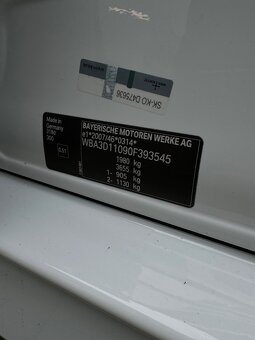 SK-KO D475636
Made in
Germany
BAYERISCHE MOTOREN WERKE AG
e1*2007/46*0314*
WBA3D11090F393545
1980 kg
3655 kg
1- 905 kg
2- 1130 kg